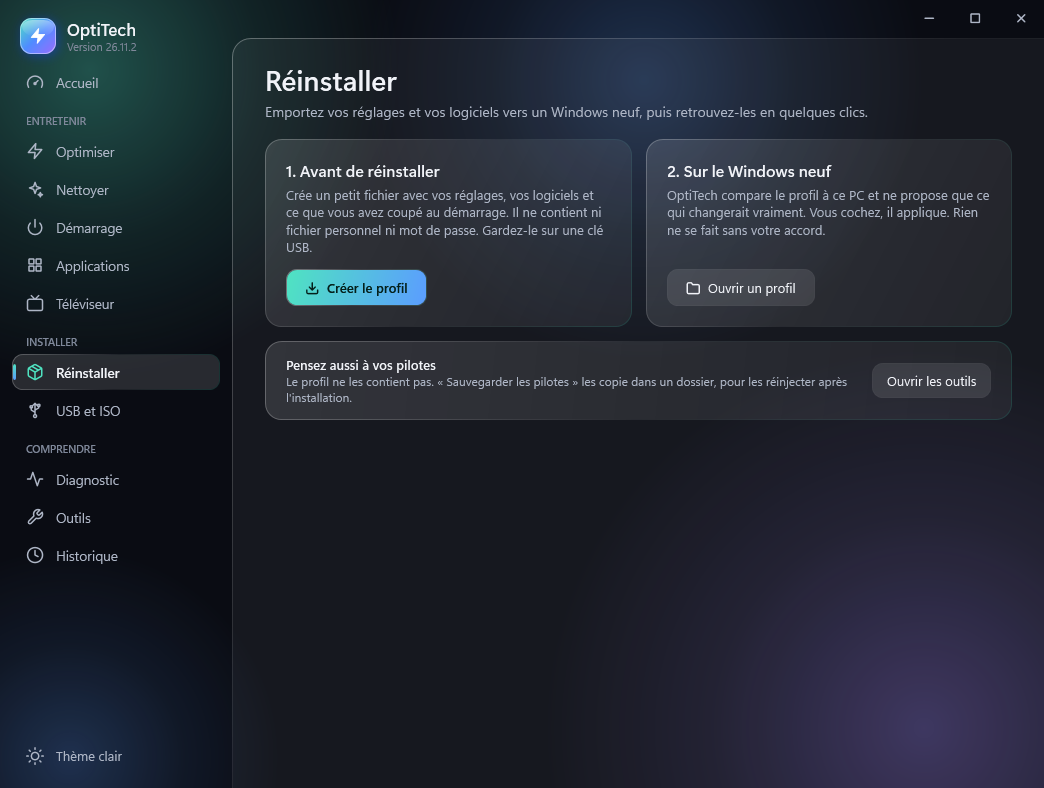 OptiTech
Version 26.11.2
Accueil
ENTRETENIR
Optimiser
Nettoyer
Démarrage
Applications
Téléviseur
INSTALLER
Réinstaller
USB et ISO
COMPRENDRE
Diagnostic
Outils
Historique
Thème clair
Réinstaller
Emportez vos réglages et vos logiciels vers un Windows neuf, puis retrouvez-les en quelques clics.
1. Avant de réinstaller
Crée un petit fichier avec vos réglages, vos logiciels et
ce que vous avez coupé au démarrage. Il ne contient ni
fichier personnel ni mot de passe. Gardez-le sur une clé
USB.
Créer le profil
2. Sur le Windows neuf
OptiTech compare le profil à ce PC et ne propose que ce
qui changerait vraiment. Vous cochez, il applique. Rien
ne se fait sans votre accord.
Ouvrir un profil
Pensez aussi à vos pilotes
Le profil ne les contient pas. « Sauvegarder les pilotes » les copie dans un dossier, pour les réinjecter après
l'installation.
Ouvrir les outils